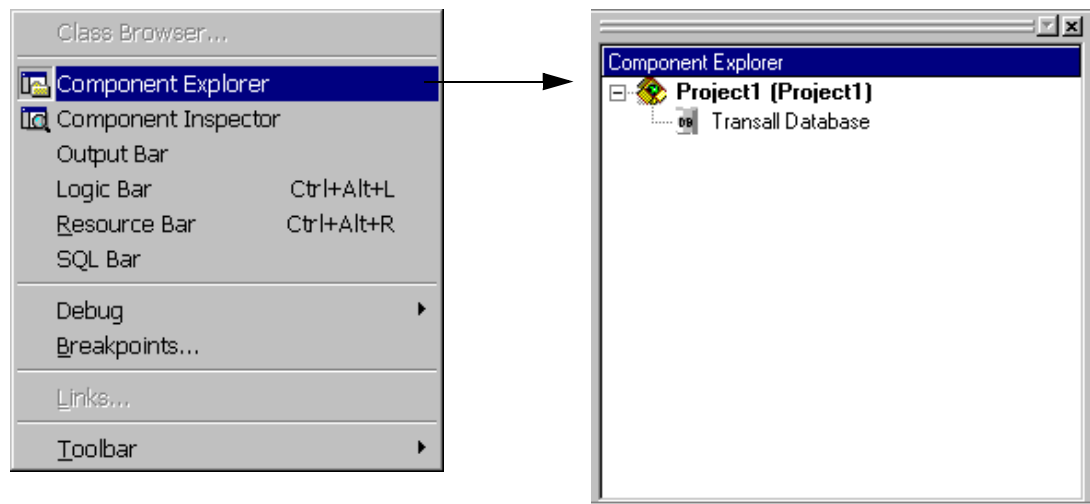 Class Browser...
Component Explorer
Component Inspector
Output Bar
Logic Bar Ctrl+Alt+L
Resource Bar Ctrl+Alt+R
SQL Bar
Debug
Breakpoints...
Links...
Toolbar
Component Explorer
Project1 (Project1)
DB Transall Database